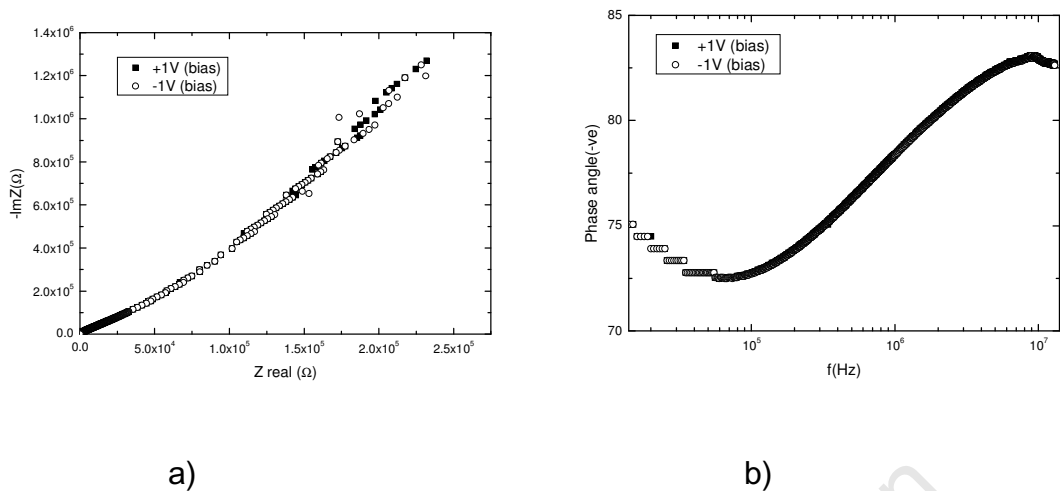 1.4x10⁶
1.2x10⁶
1.0x10⁶
8.0x10⁵
6.0x10⁵
4.0x10⁵
2.0x10⁵
0.0
-ImZ(Ω)
+1V (bias)
-1V (bias)
0.0 5.0x10⁴ 1.0x10⁵ 1.5x10⁵ 2.0x10⁵ 2.5x10⁵
Z real (Ω)
a)
85
80
75
70
Phase angle(-ve)
+1V (bias)
-1V (bias)
10⁵ 10⁶ 10⁷
f(Hz)
b)